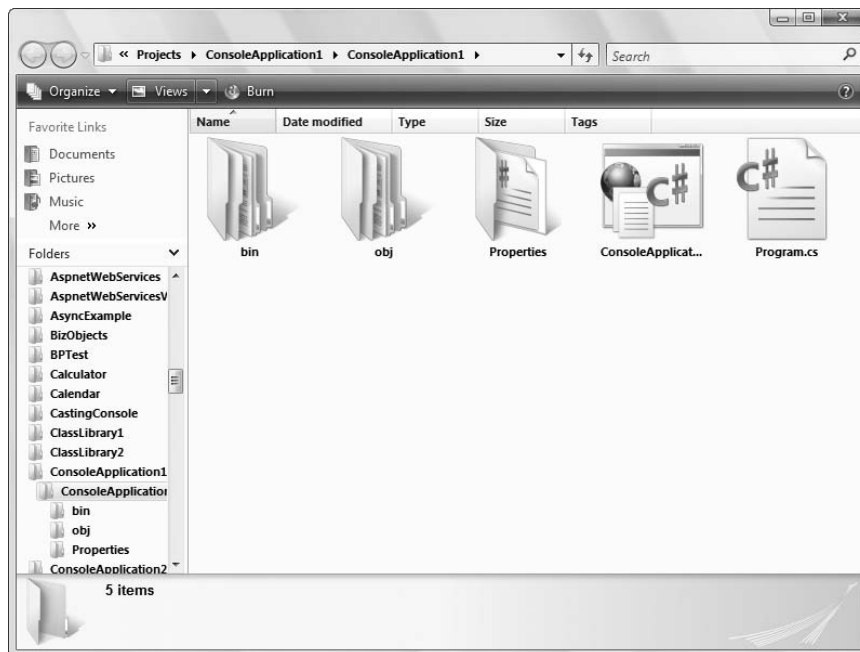 « Projects ▸ ConsoleApplication1 ▸ ConsoleApplication1 ▸
Search
Organize Views Burn
Favorite Links
Documents
Pictures
Music
More »
Folders
AspnetWebServices
AspnetWebServicesV
AsyncExample
BizObjects
BPTest
Calculator
Calendar
CastingConsole
ClassLibrary1
ClassLibrary2
ConsoleApplication1
ConsoleApplication
bin
obj
Properties
ConsoleApplication2
Name Date modified Type Size Tags
# C# C#
bin obj Properties ConsoleApplicat... Program.cs
5 items